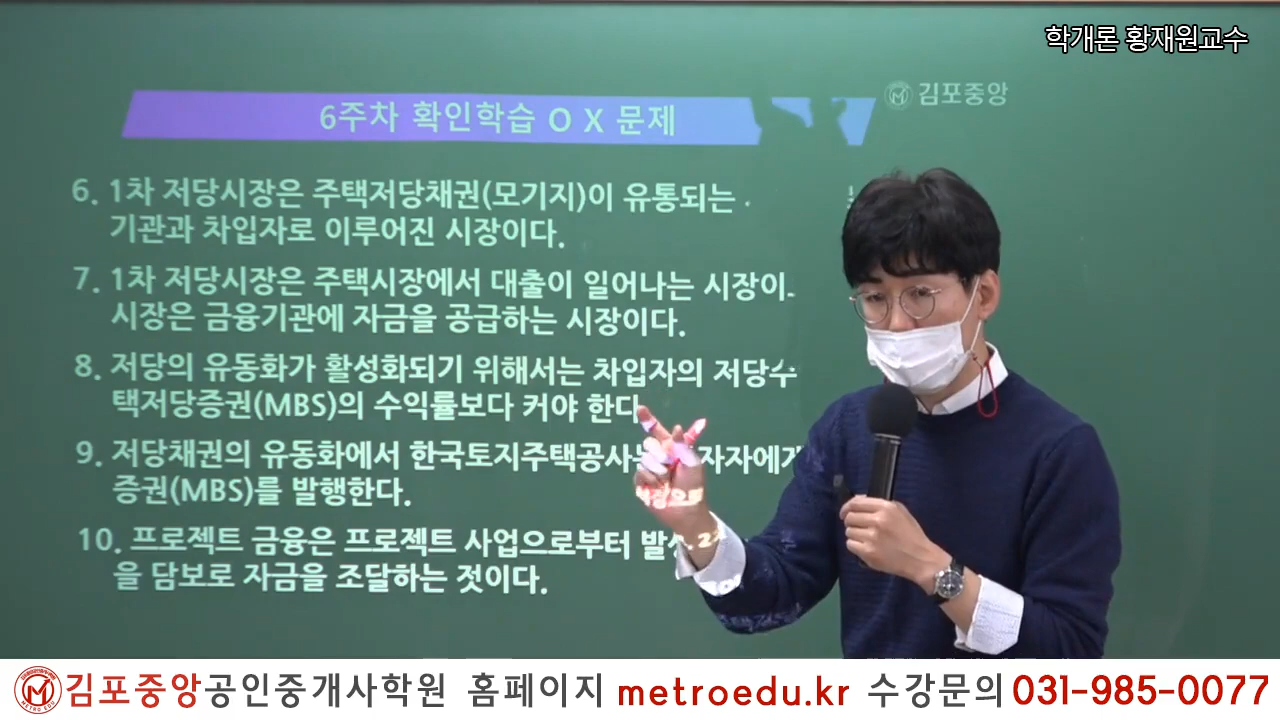 학개론 황재원교수
김포중앙
6주차 확인학습 O X 문제
6. 1차 저당시장은 주택저당채권(모기지)이 유통되는
기관과 차입자로 이루어진 시장이다.
7. 1차 저당시장은 주택시장에서 대출이 일어나는 시장이
시장은 금융기관에 자금을 공급하는 시장이다.
8. 저당의 유동화가 활성화되기 위해서는 차입자의 저당수
택저당증권(MBS)의 수익률보다 커야 한다
9. 저당채권의 유동화에서 한국토지주택공사는 자자에게
증권(MBS)를 발행한다.
10. 프로젝트 금융은 프로젝트 사업으로부터
을 담보로 자금을 조달하는 것이다.
METRO EDU 김포중앙공인중개사학원 홈페이지 metroedu.kr 수강문의 031-985-0077